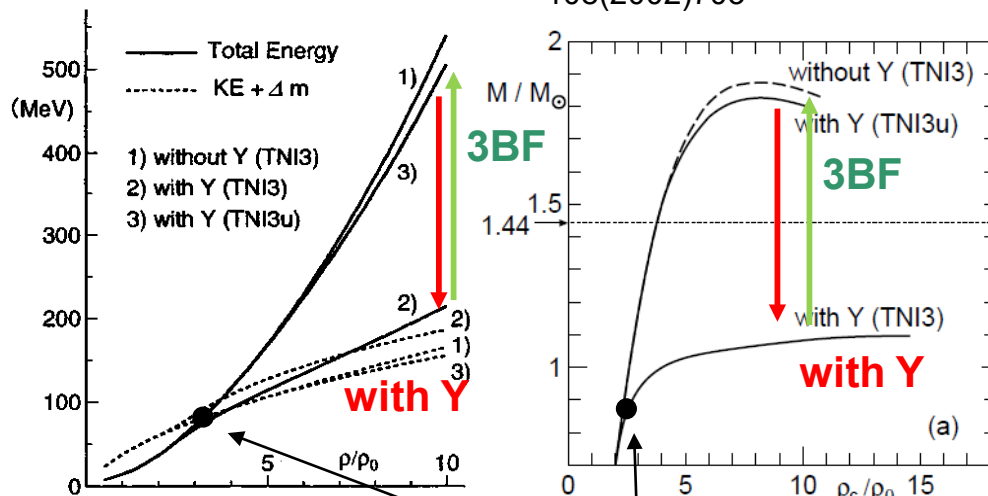 Total Energy
KE + Δ m
500
(MeV)
400
300
200
100
0
1) without Y (TNI3)
2) with Y (TNI3)
3) with Y (TNI3u)
1)
3)
3BF
2)
2)
1)
3)
with Y
5
ρ/ρ₀
10
2
M / M☉
1.5
1.44
1
without Y (TNI3)
with Y (TNI3u)
3BF
with Y (TNI3)
with Y
(a)
0
5
10
ρc/ρ₀
15